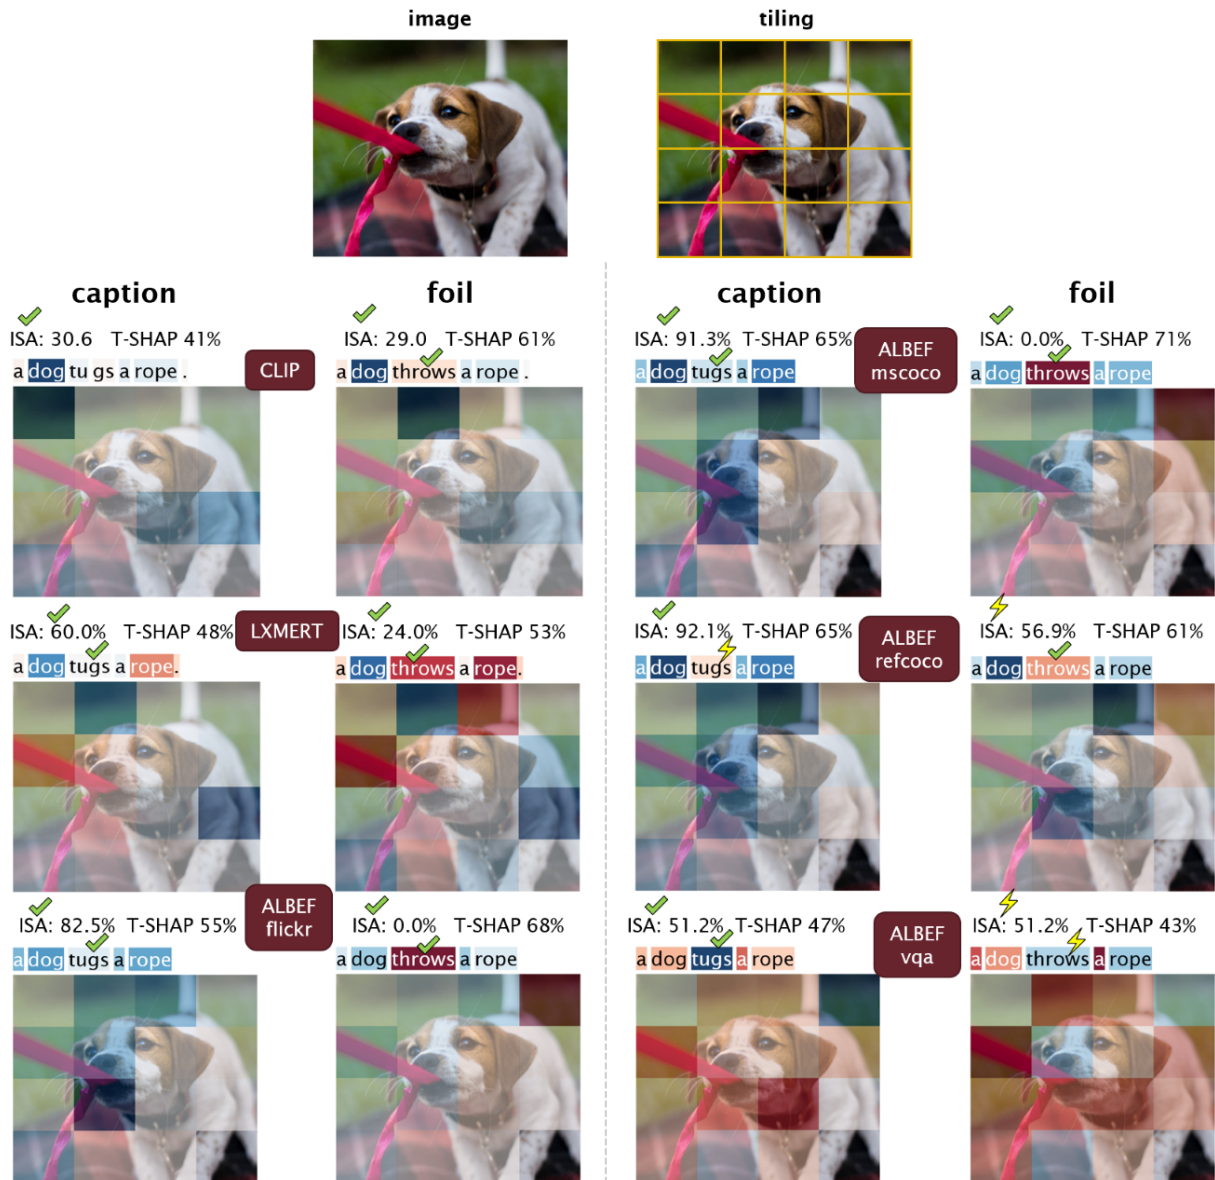 image
tiling
caption
foil
caption
foil
ISA: 30.6 T-SHAP 41%
a dog tu gs a rope .
CLIP
ISA: 29.0 T-SHAP 61%
a dog throws a rope .
ISA: 91.3% T-SHAP 65%
a dog tugs a rope
ALBEF
mscoco
ISA: 0.0% T-SHAP 71%
a dog throws a rope
ISA: 60.0% T-SHAP 48%
a dog tugs a rope.
LXMERT
ISA: 24.0% T-SHAP 53%
a dog throws a rope.
ISA: 92.1% T-SHAP 65%
a dog tugs a rope
ALBEF
refcoco
ISA: 56.9% T-SHAP 61%
a dog throws a rope
ISA: 82.5% T-SHAP 55%
a dog tugs a rope
ALBEF
flickr
ISA: 0.0% T-SHAP 68%
a dog throws a rope
ISA: 51.2% T-SHAP 47%
a dog tugs a rope
ALBEF
vqa
ISA: 51.2% T-SHAP 43%
a dog throws a rope